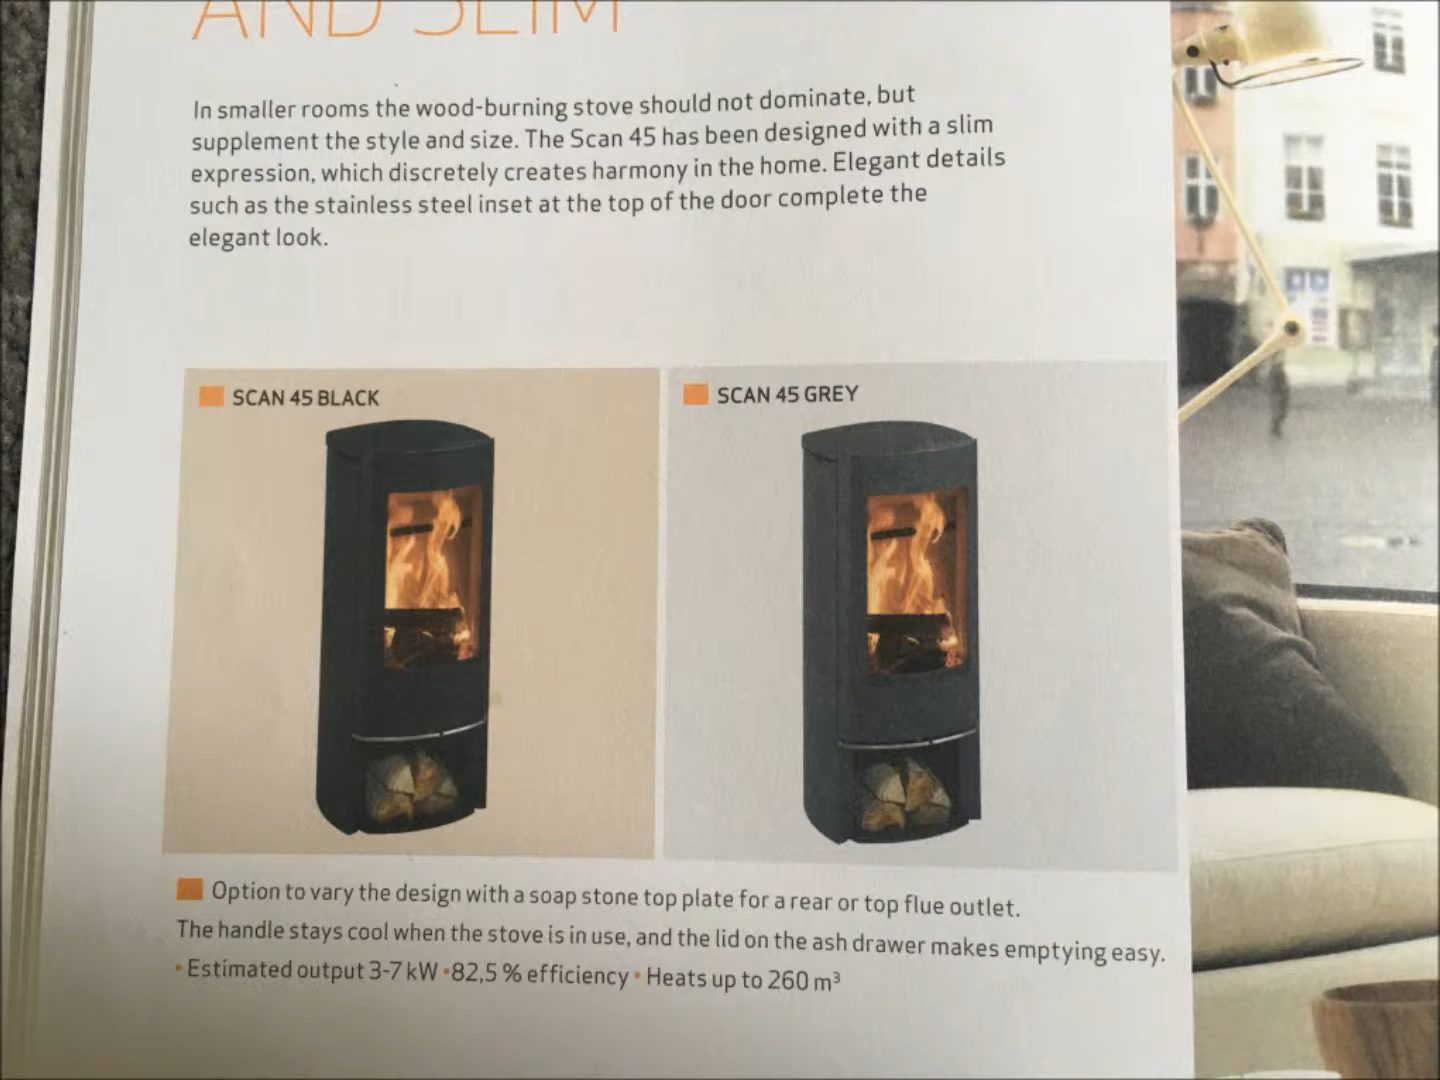 AND SLIM
In smaller rooms the wood-burning stove should not dominate, but
supplement the style and size. The Scan 45 has been designed with a slim
expression, which discretely creates harmony in the home. Elegant details
such as the stainless steel inset at the top of the door complete the
elegant look.
SCAN 45 BLACK
SCAN 45 GREY
Option to vary the design with a soap stone top plate for a rear or top flue outlet.
The handle stays cool when the stove is in use, and the lid on the ash drawer makes emptying easy.
• Estimated output 3-7 kW • 82,5 % efficiency • Heats up to 260 m³